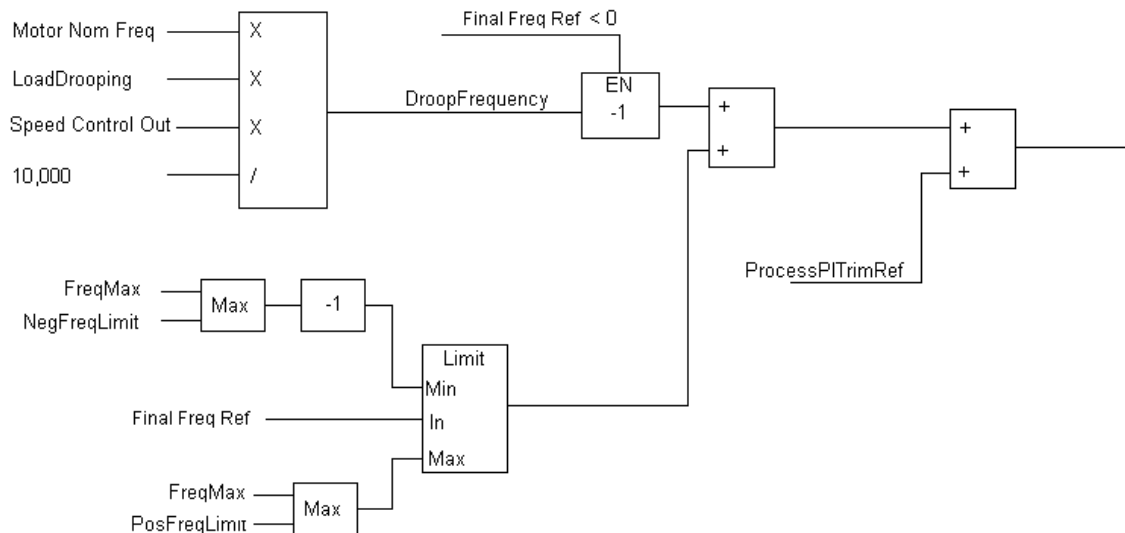 Final Freq Ref < 0
Motor Nom Freq
X
LoadDrooping
X
Speed Control Out
X
10,000
/
DroopFrequency
EN
-1
+
+
+
+
ProcessPITrimRef
FreqMax
NegFreqLimit
Max
-1
Limit
Min
Final Freq Ref
In
Max
FreqMax
PosFreqLimit
Max